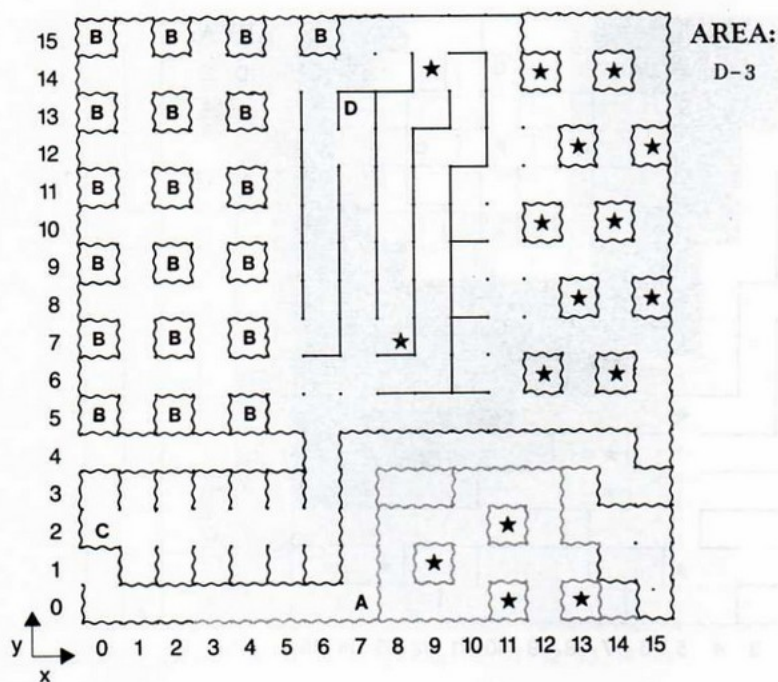 AREA:
D-3
15 B B B B ★
14 ★ ★ ★
13 B B B D
12 ★ ★
11 B B B
10 ★ ★
9 B B B
8 ★ ★
7 B B B ★
6 ★ ★
5 B B B
4
3
2 C ★
1 ★
0 A ★ ★
y 0 1 2 3 4 5 6 7 8 9 10 11 12 13 14 15
x